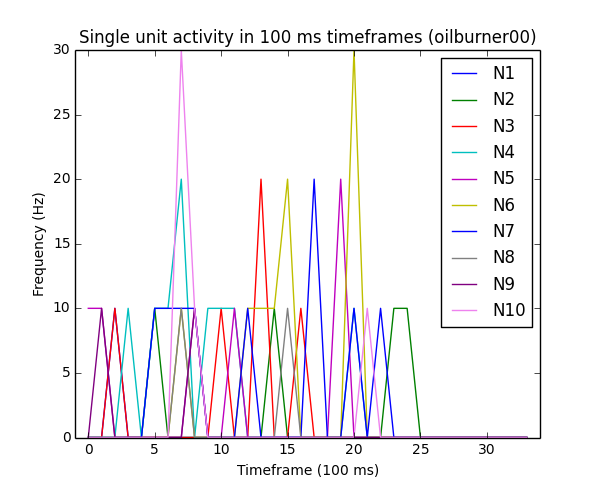 Single unit activity in 100 ms timeframes (oilburner00)
30
25
20
15
10
5
0
Frequency (Hz)
N1
N2
N3
N4
N5
N6
N7
N8
N9
N10
0 5 10 15 20 25 30
Timeframe (100 ms)